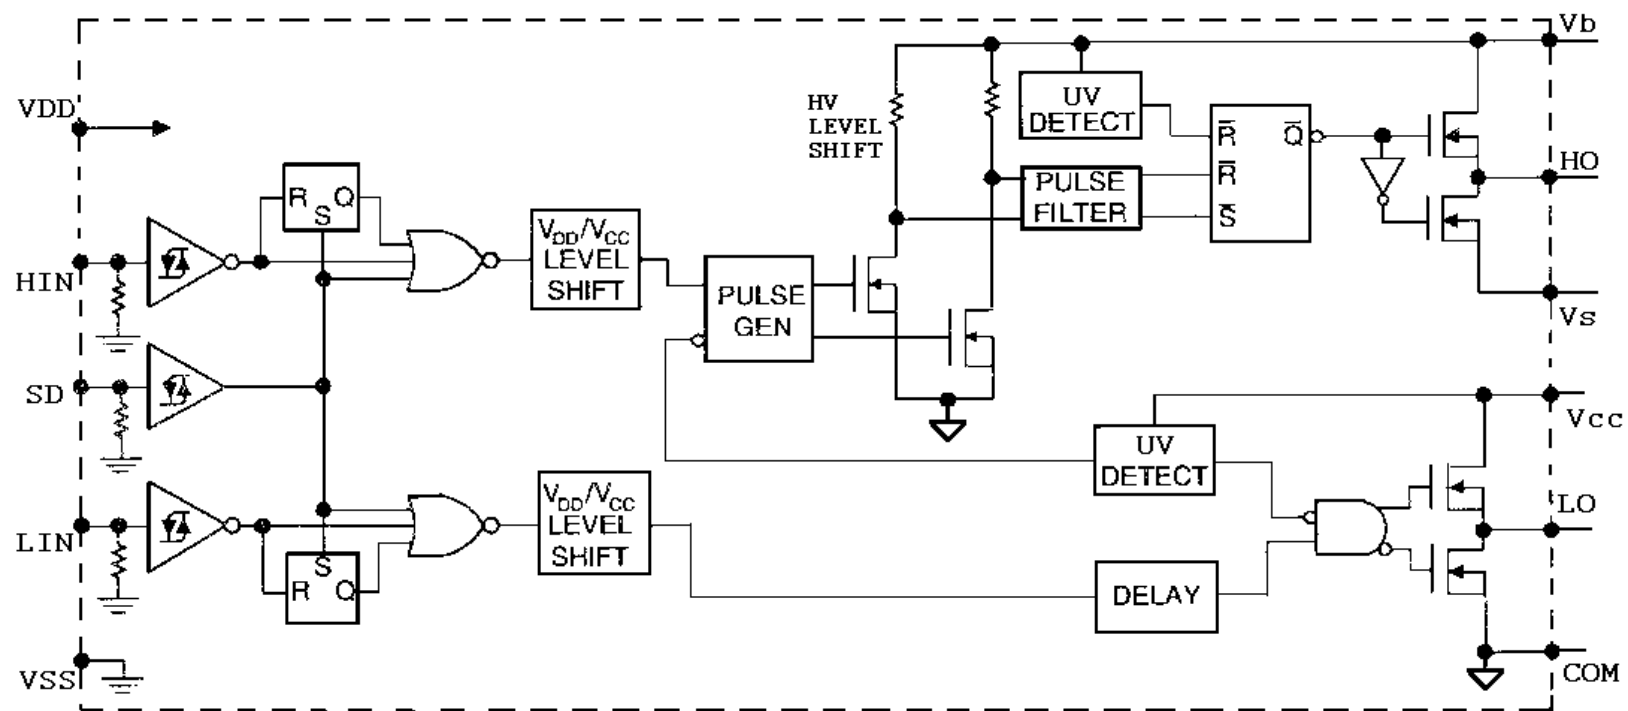 Vb
VDD
HV
LEVEL
SHIFT
UV
DETECT
R̅
Q̅
R̅
S̅
PULSE
FILTER
HO
R
Q
S
HIN
VDD/VCC
LEVEL
SHIFT
PULSE
GEN
Vs
SD
Vcc
UV
DETECT
LIN
VDD/VCC
LEVEL
SHIFT
LO
S
R
Q
DELAY
VSS
COM